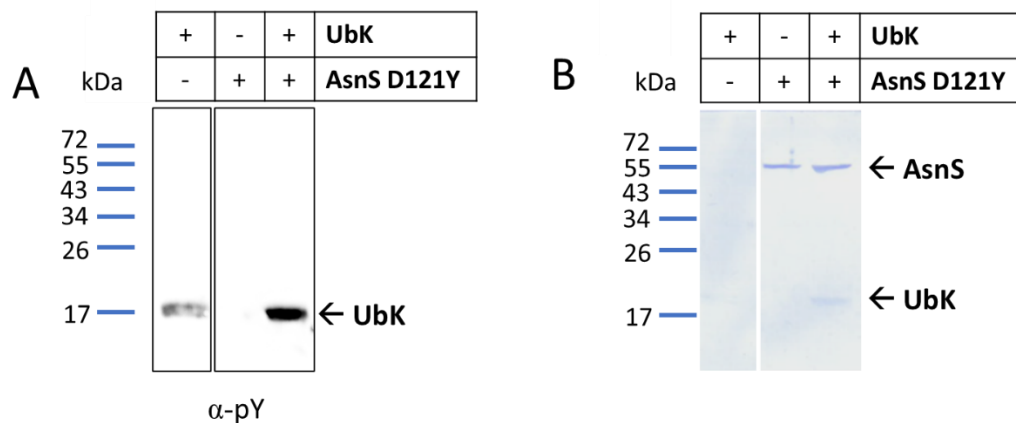 A
kDa
+ - + UbK
- + + AsnS D121Y
72
55
43
34
26
17
← UbK
α-pY
B
kDa
+ - + UbK
- + + AsnS D121Y
72
55
43
34
26
17
← AsnS
← UbK